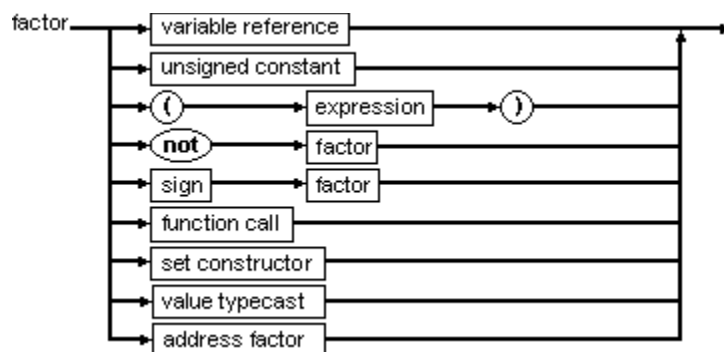 factor variable reference
unsigned constant
( expression )
not factor
sign factor
function call
set constructor
value typecast
address factor